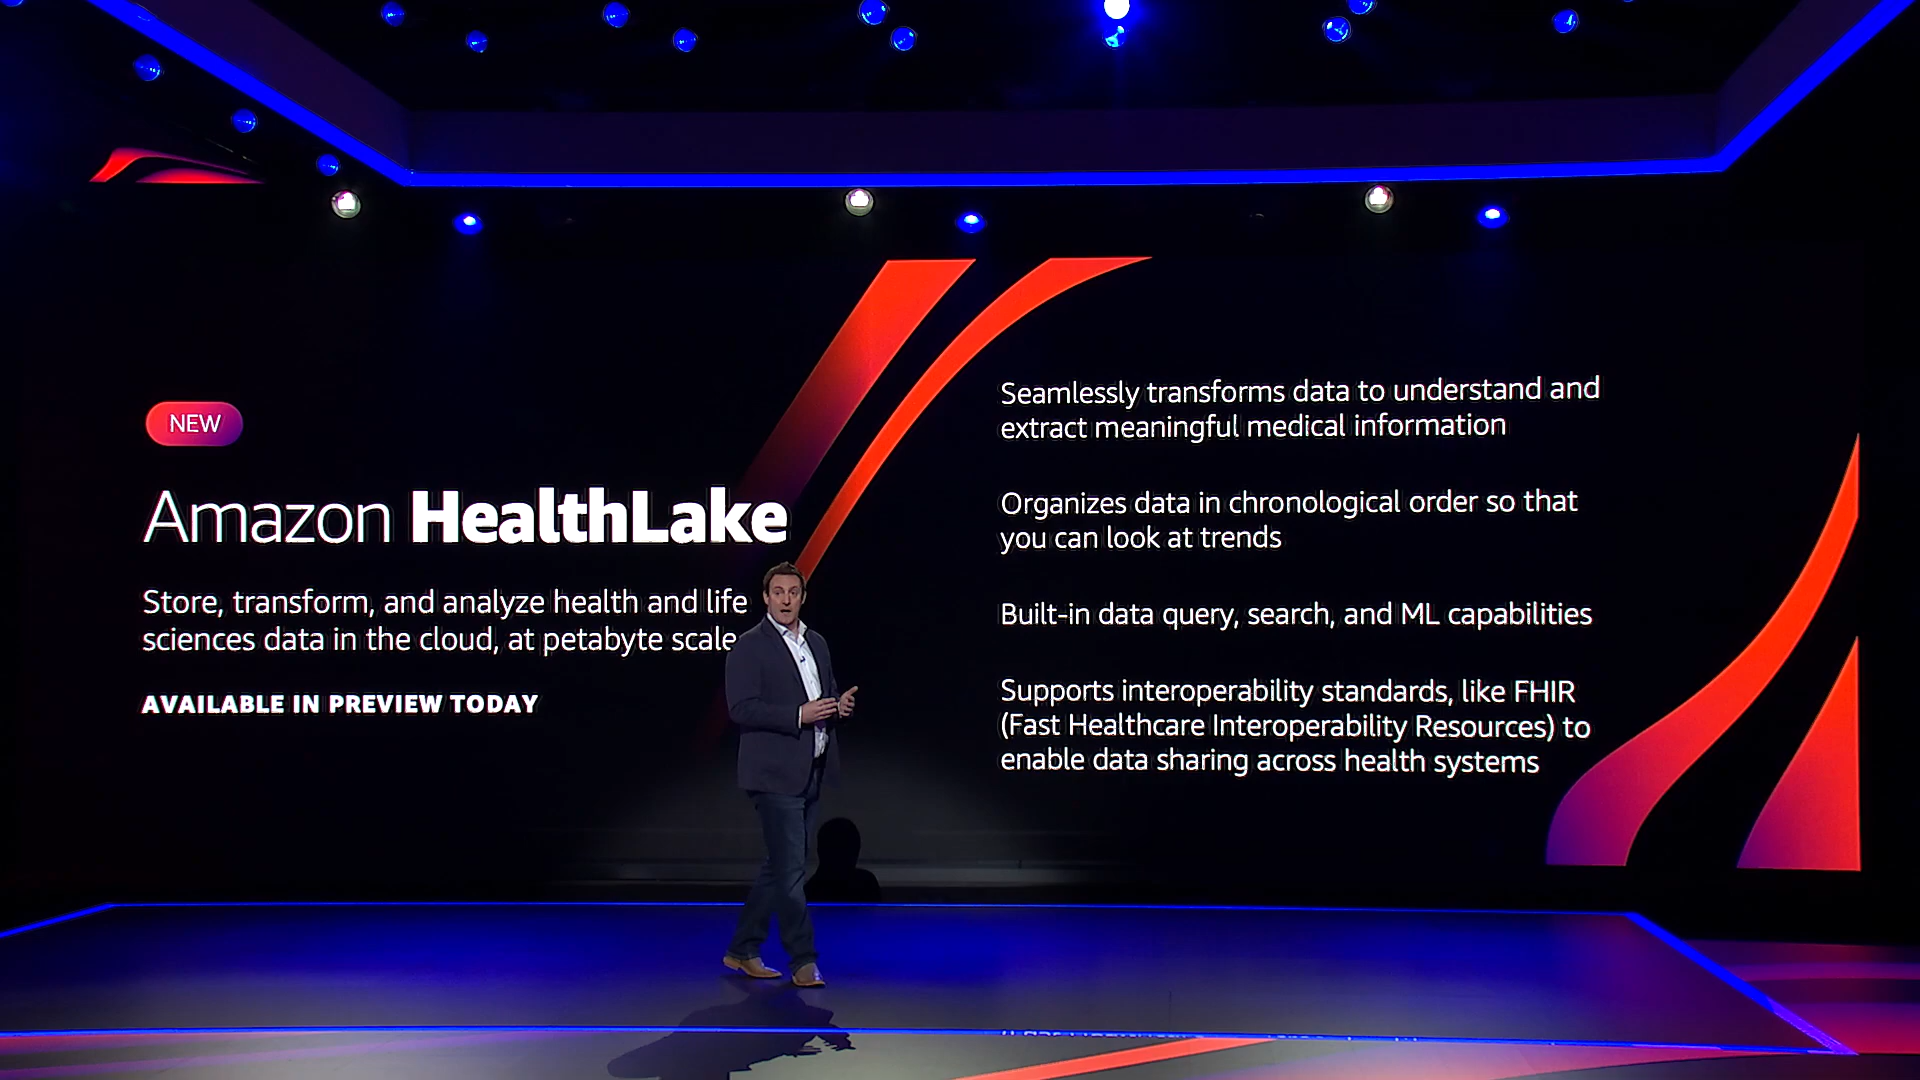 NEW
Amazon HealthLake
Store, transform, and analyze health and life
sciences data in the cloud, at petabyte scale
AVAILABLE IN PREVIEW TODAY
Seamlessly transforms data to understand and
extract meaningful medical information
Organizes data in chronological order so that
you can look at trends
Built-in data query, search, and ML capabilities
Supports interoperability standards, like FHIR
(Fast Healthcare Interoperability Resources) to
enable data sharing across health systems